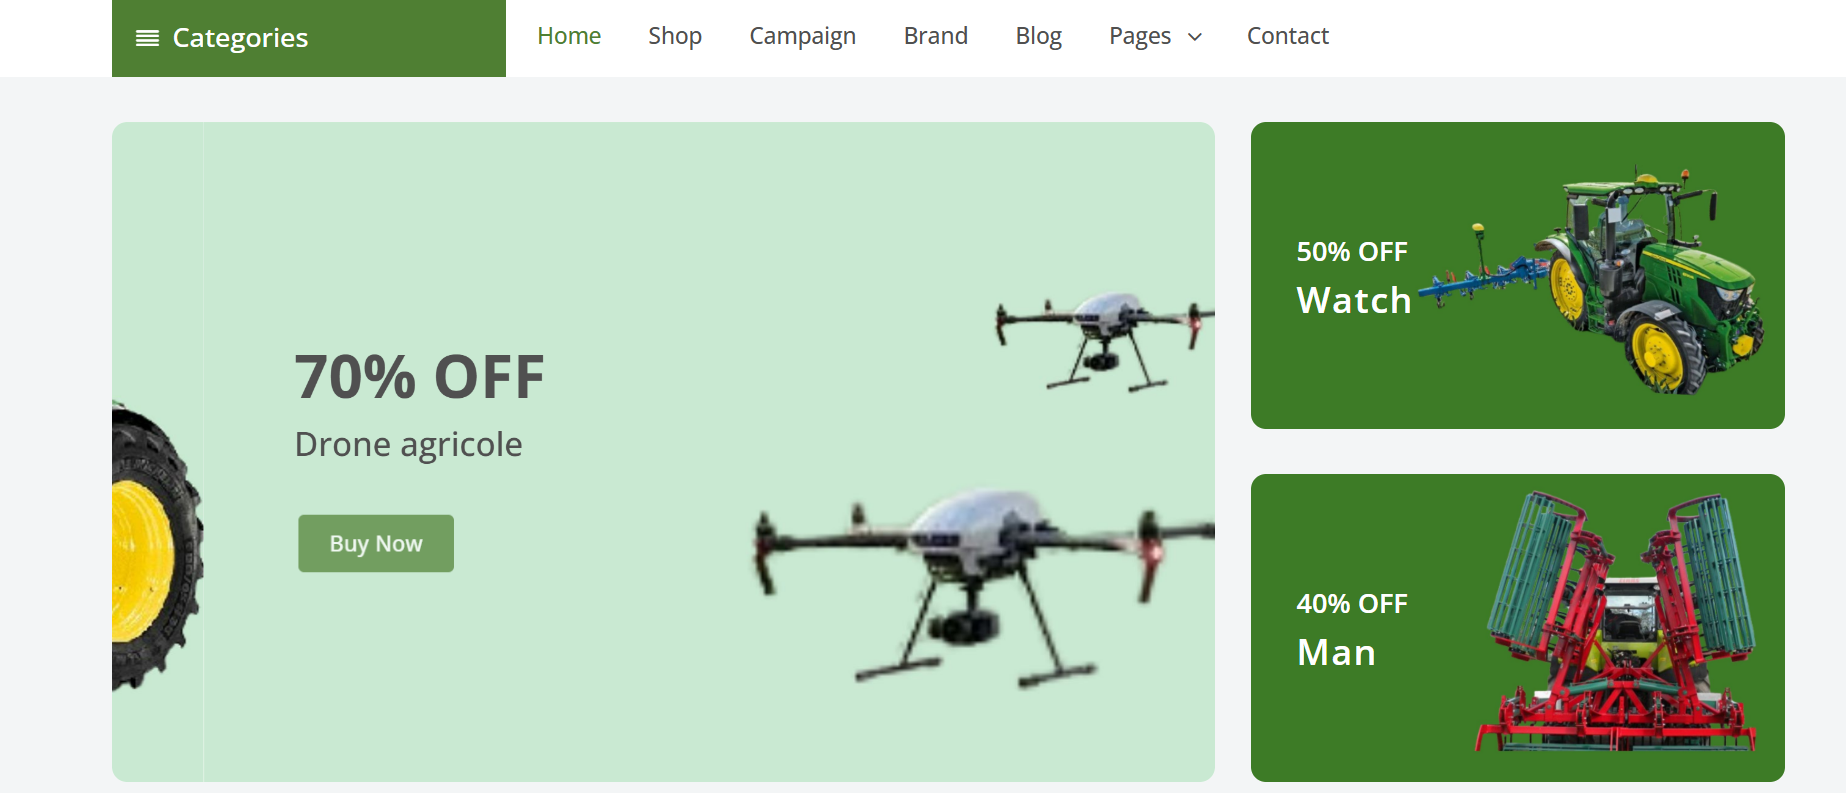 Categories
Home Shop Campaign Brand Blog Pages Contact
70% OFF
Drone agricole
Buy Now
50% OFF
Watch
40% OFF
Man